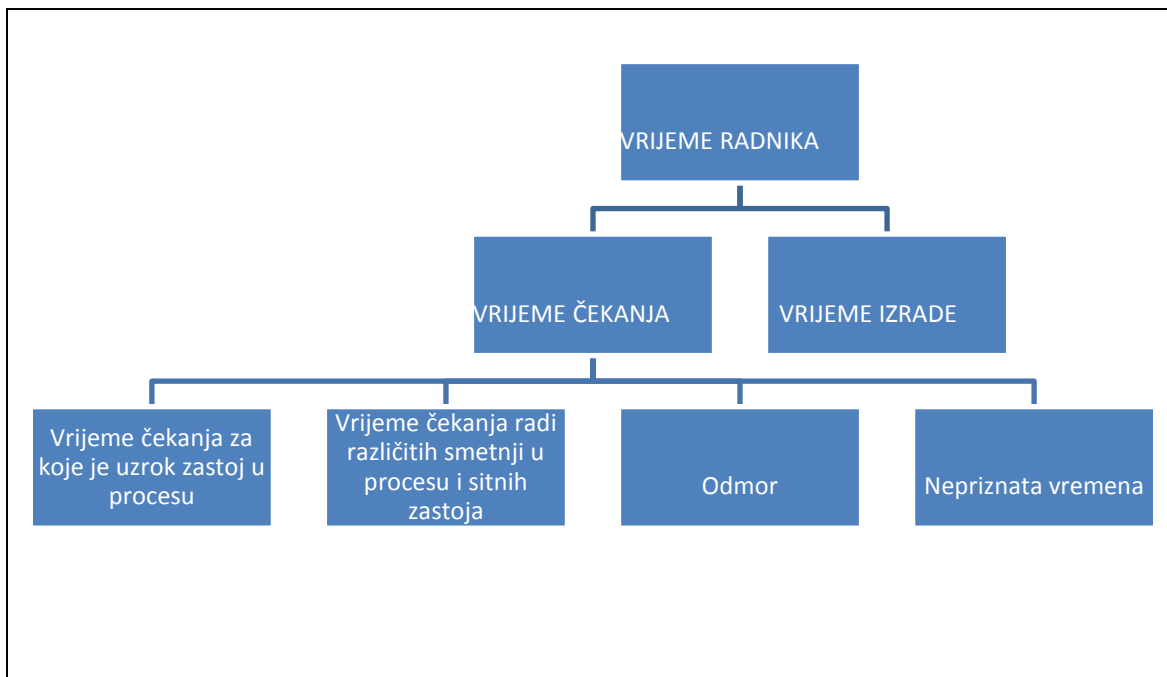 VRIJEME RADNIKA
VRIJEME ČEKANJA
VRIJEME IZRADE
Vrijeme čekanja za
koje je uzrok zastoj u
procesu
Vrijeme čekanja radi
različitih smetnji u
procesu i sitnih
zastoja
Odmor
Nepriznata vremena